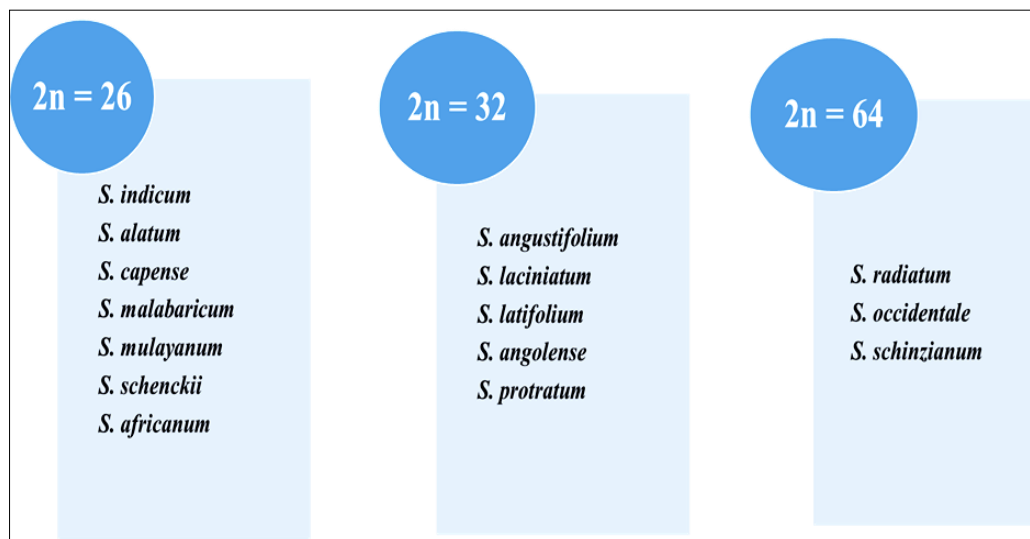 2n = 26
S. indicum
S. alatum
S. capense
S. malabaricum
S. mulayanum
S. schenckii
S. africanum
2n = 32
S. angustifolium
S. laciniatum
S. latifolium
S. angolense
S. protratum
2n = 64
S. radiatum
S. occidentale
S. schinzianum